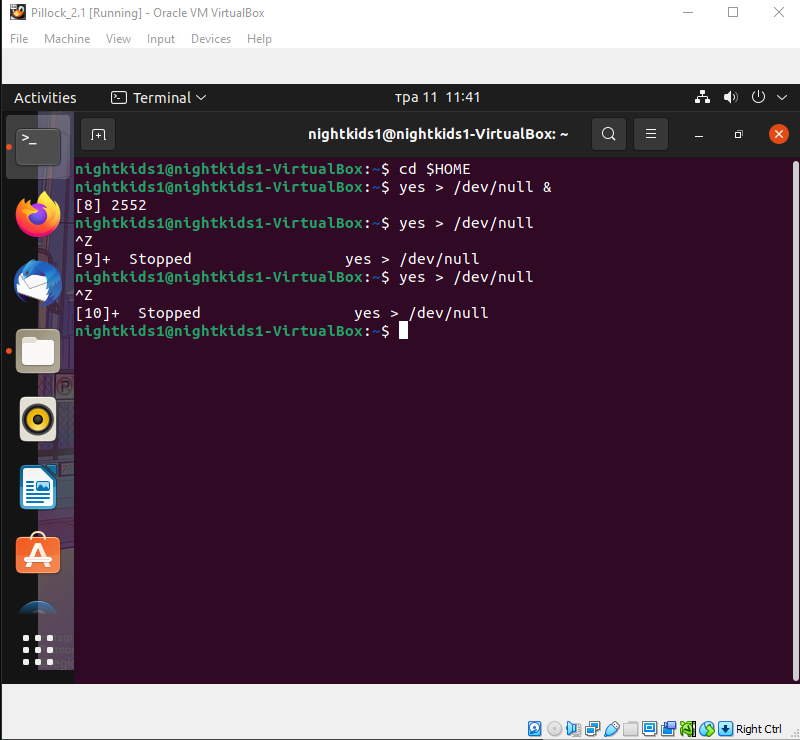 Pillock_2.1 [Running] - Oracle VM VirtualBox
File Machine View Input Devices Help
Activities Terminal тра 11 11:41
nightkids1@nightkids1-VirtualBox: ~
nightkids1@nightkids1-VirtualBox:~$ cd $HOME
nightkids1@nightkids1-VirtualBox:~$ yes > /dev/null &
[8] 2552
nightkids1@nightkids1-VirtualBox:~$ yes > /dev/null
^Z
[9]+  Stopped                 yes > /dev/null
nightkids1@nightkids1-VirtualBox:~$ yes > /dev/null
^Z
[10]+  Stopped                 yes > /dev/null
nightkids1@nightkids1-VirtualBox:~$
Right Ctrl